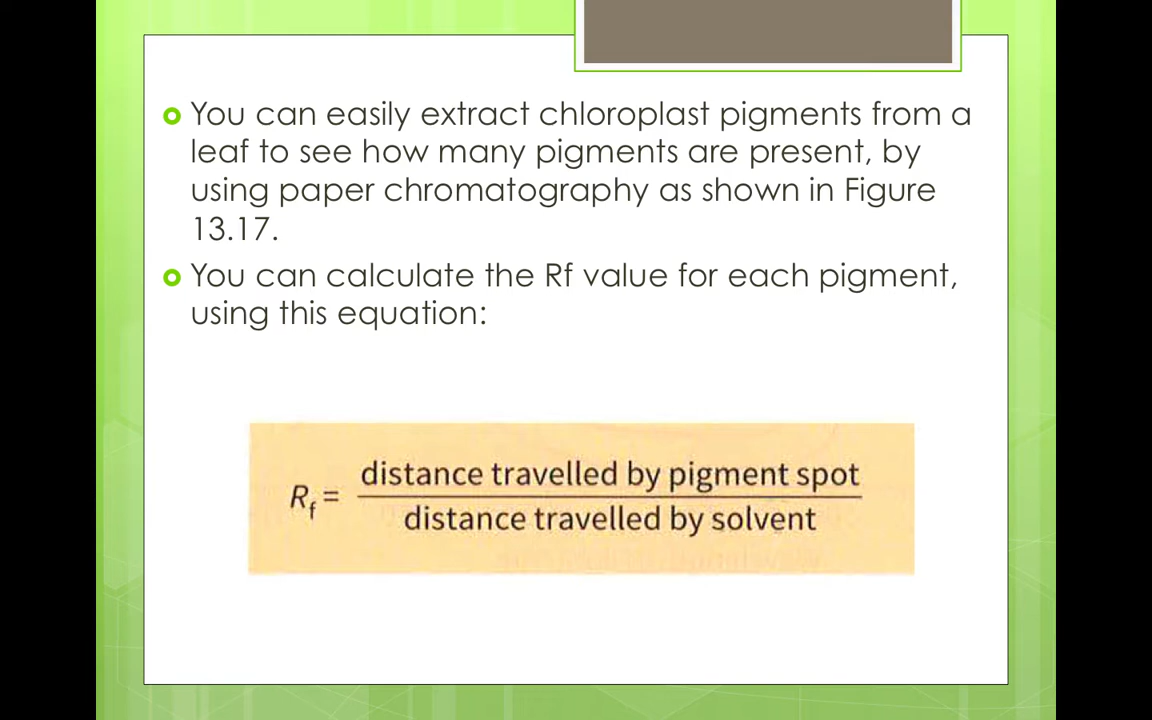 You can easily extract chloroplast pigments from a
leaf to see how many pigments are present, by
using paper chromatography as shown in Figure
13.17.
You can calculate the Rf value for each pigment,
using this equation:
Rf = distance travelled by pigment spot
distance travelled by solvent